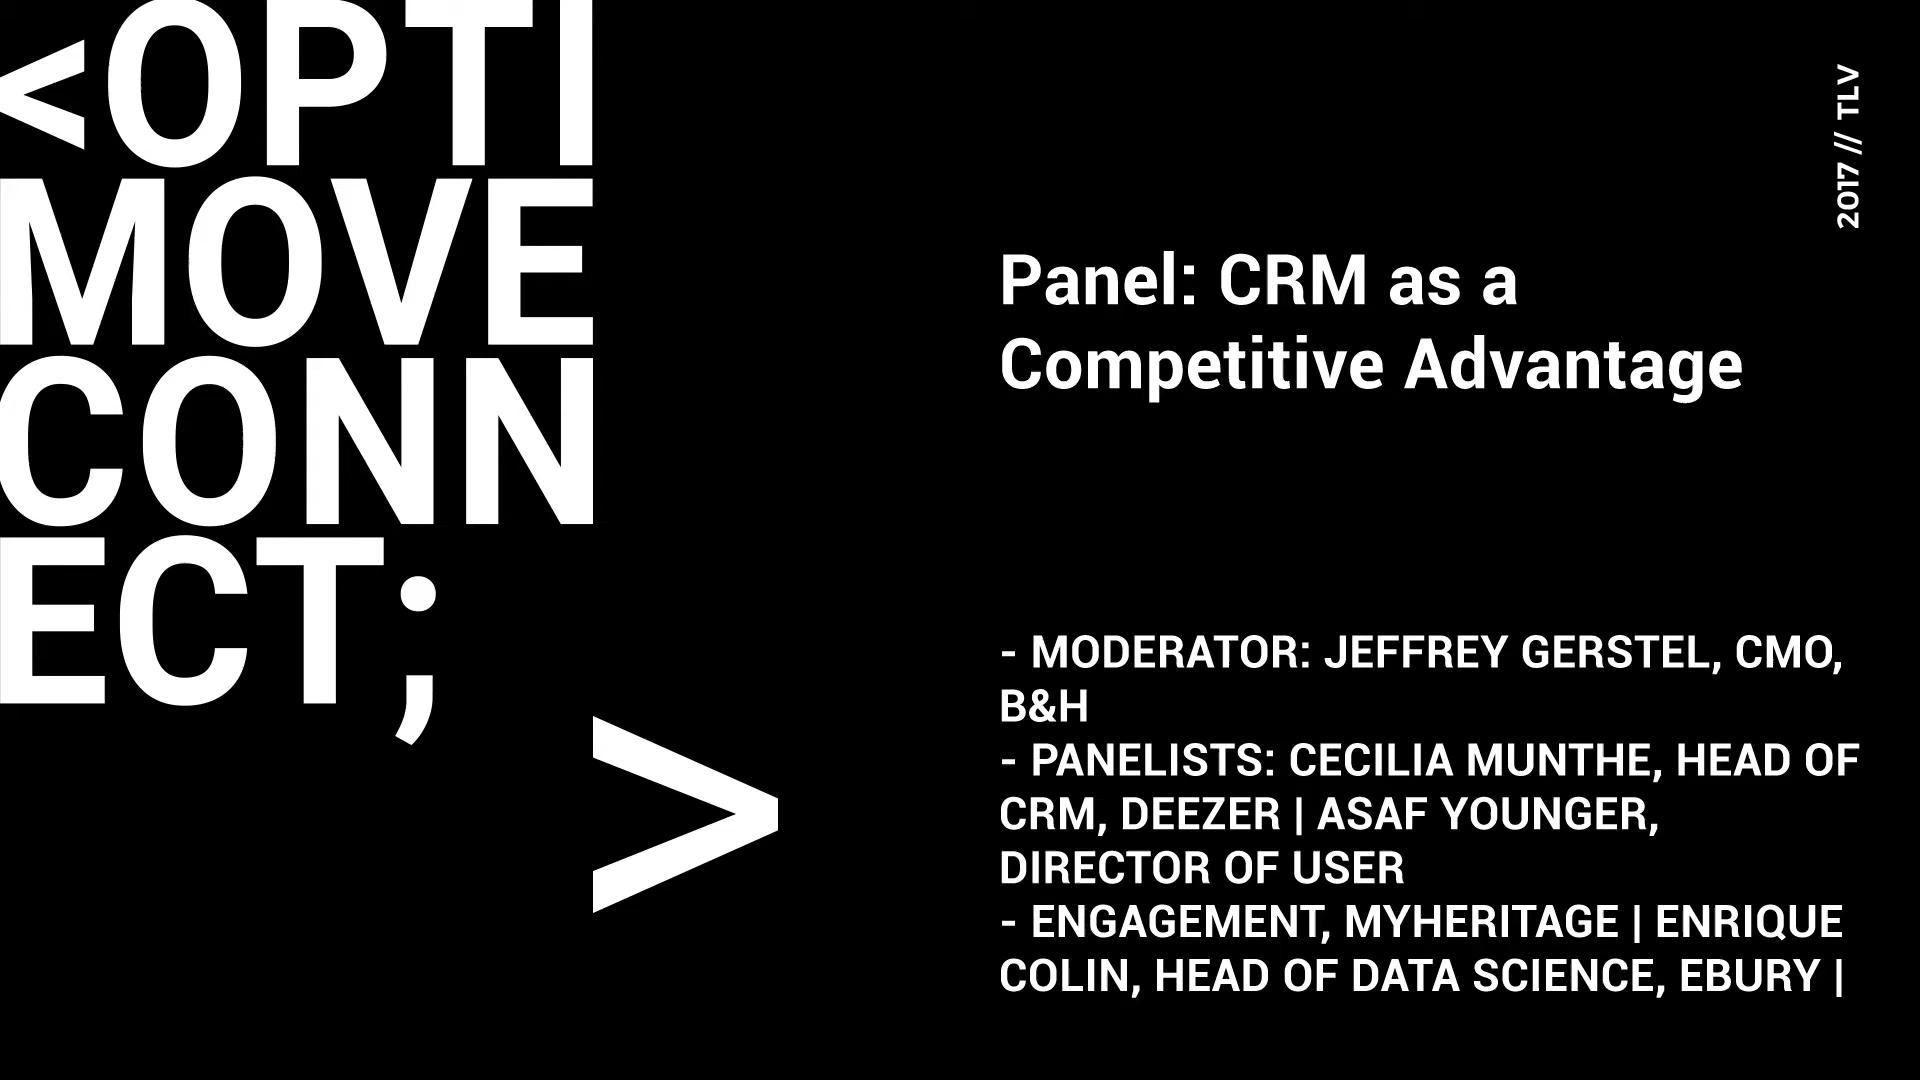 <OPTI
MOVE
CONN
ECT;
>
2017 // TLV
Panel: CRM as a
Competitive Advantage
- MODERATOR: JEFFREY GERSTEL, CMO,
B&H
- PANELISTS: CECILIA MUNTHE, HEAD OF
CRM, DEEZER | ASAF YOUNGER,
DIRECTOR OF USER
- ENGAGEMENT, MYHERITAGE | ENRIQUE
COLIN, HEAD OF DATA SCIENCE, EBURY |